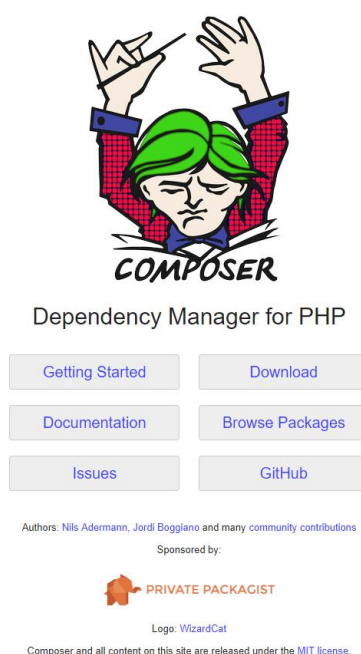 COMPOSER
Dependency Manager for PHP
Getting Started
Download
Documentation
Browse Packages
Issues
GitHub
Authors: Nils Adermann, Jordi Boggiano and many community contributions
Sponsored by:
PRIVATE PACKAGIST
Logo: WizardCat
Composer and all content on this site are released under the MIT license.